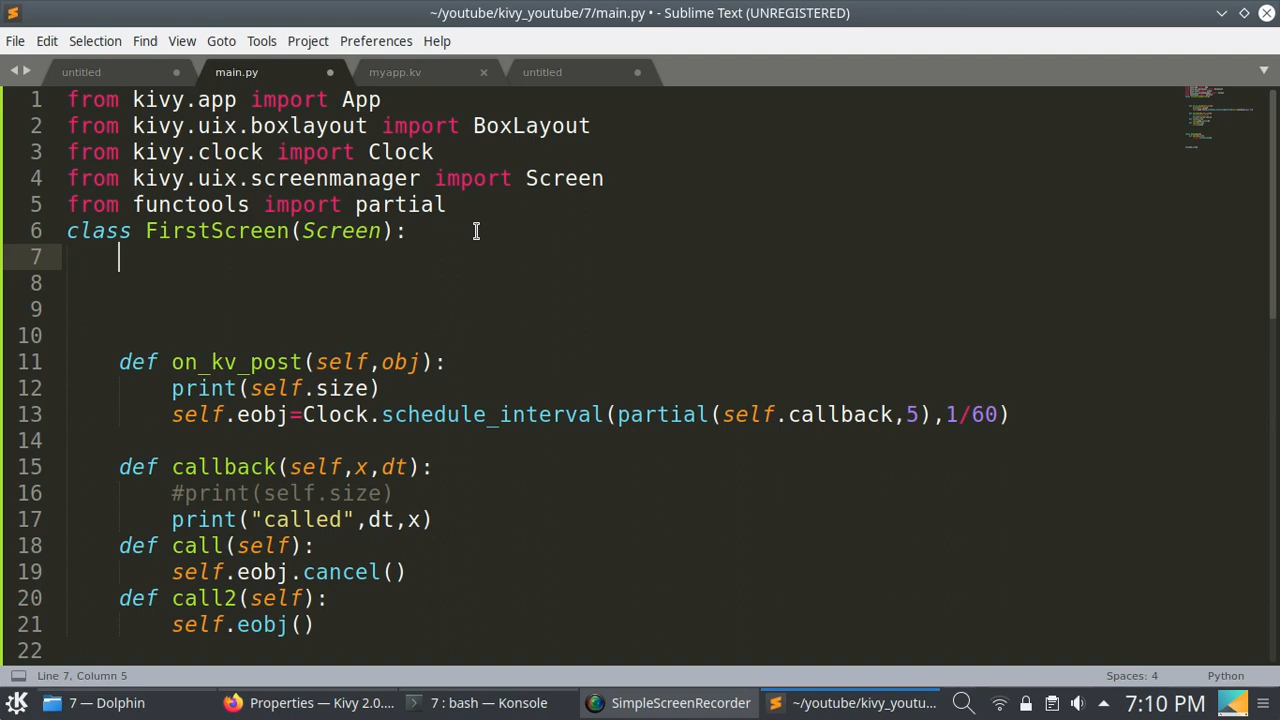 ~/youtube/kivy_youtube/7/main.py • - Sublime Text (UNREGISTERED)
File Edit Selection Find View Goto Tools Project Preferences Help
untitled main.py myapp.kv untitled
1 from kivy.app import App
2 from kivy.uix.boxlayout import BoxLayout
3 from kivy.clock import Clock
4 from kivy.uix.screenmanager import Screen
5 from functools import partial
6 class FirstScreen(Screen):
7
8
9
10
11 def on_kv_post(self,obj):
12 print(self.size)
13 self.eobj=Clock.schedule_interval(partial(self.callback,5),1/60)
14
15 def callback(self,x,dt):
16 #print(self.size)
17 print("called",dt,x)
18 def call(self):
19 self.eobj.cancel()
20 def call2(self):
21 self.eobj()
22
Line 7, Column 5 Spaces: 4 Python
7 — Dolphin Properties — Kivy 2.0.... 7 : bash — Konsole SimpleScreenRecorder ~/youtube/kivy_youtu... 7:10 PM